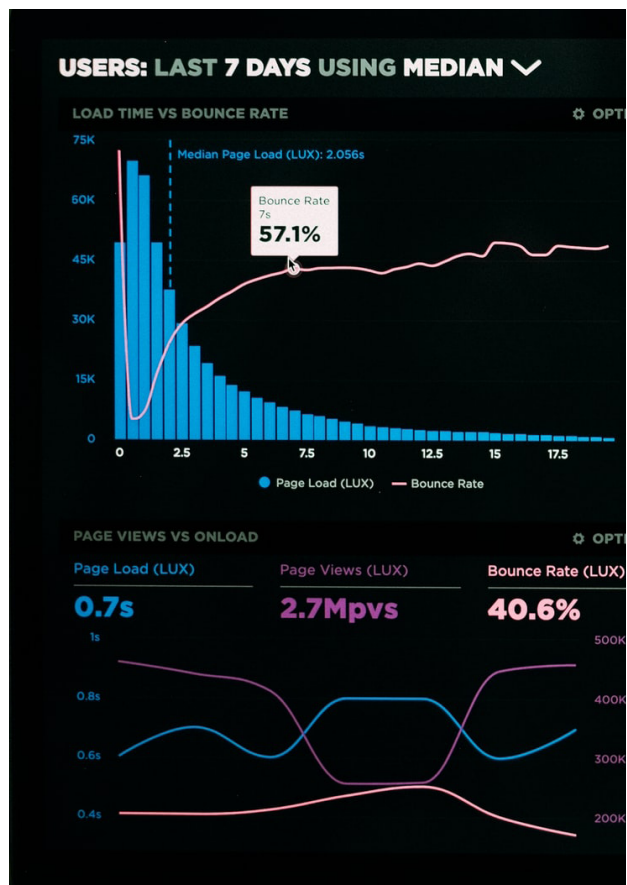 USERS: LAST 7 DAYS USING MEDIAN
LOAD TIME VS BOUNCE RATE
OPTI
75K
Median Page Load (LUX): 2.056s
60K
Bounce Rate
7s
57.1%
45K
30K
15K
0
0 2.5 5 7.5 10 12.5 15 17.5
Page Load (LUX) Bounce Rate
PAGE VIEWS VS ONLOAD
OPTI
Page Load (LUX) Page Views (LUX) Bounce Rate (LUX)
0.7s 2.7Mpvs 40.6%
1s 500K
0.8s 400K
0.6s 300K
0.4s 200K